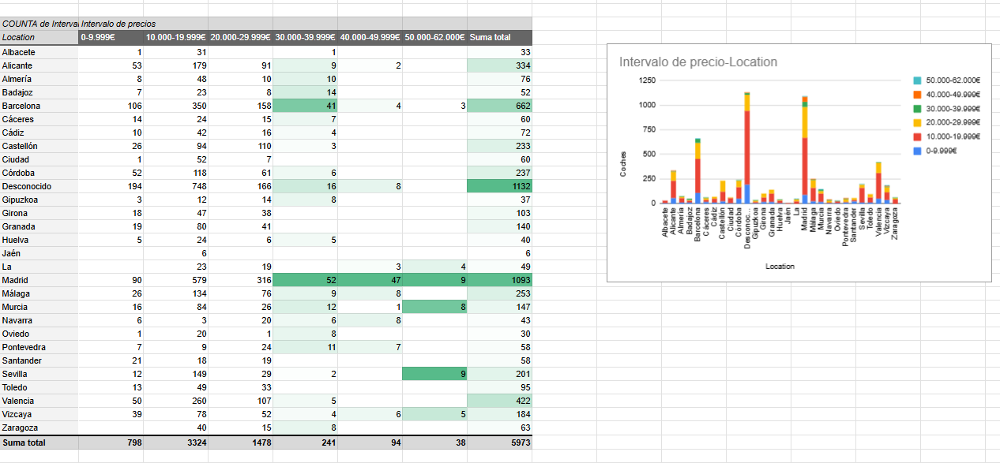 COUNTA de Interval Intervalo de precios
Location 0-9.999€ 10.000-19.999€ 20.000-29.999€ 30.000-39.999€ 40.000-49.999€ 50.000-62.000€ Suma total
Albacete 1 31 1 33
Alicante 53 179 91 9 2 334
Almería 8 48 10 10 76
Badajoz 7 23 8 14 52
Barcelona 106 350 158 41 4 3 662
Cáceres 14 24 15 7 60
Cádiz 10 42 16 4 72
Castellón 26 94 110 3 233
Ciudad 1 52 7 60
Córdoba 52 118 61 6 237
Desconocido 194 748 166 16 8 1132
Gipuzkoa 3 12 14 8 37
Girona 18 47 38 103
Granada 19 80 41 140
Huelva 5 24 6 5 40
Jaén 6 6
La 23 19 3 4 49
Madrid 90 579 316 52 47 9 1093
Málaga 26 134 76 9 8 253
Murcia 16 84 26 12 1 8 147
Navarra 6 3 20 6 8 43
Oviedo 1 20 1 8 30
Pontevedra 7 9 24 11 7 58
Santander 21 18 19 58
Sevilla 12 149 29 2 9 201
Toledo 13 49 33 95
Valencia 50 260 107 5 422
Vizcaya 39 78 52 4 6 5 184
Zaragoza 40 15 8 63
Suma total 798 3324 1478 241 94 38 5973
Intervalo de precio-Location
1250
1000
750
500
250
0
Coches
Albacete
Alicante
Almería
Badajoz
Barcelona
Cáceres
Cádiz
Castellón
Ciudad
Córdoba
Desconoc…
Gipuzkoa
Girona
Granada
Huelva
Jaén
La
Madrid
Málaga
Murcia
Navarra
Oviedo
Pontevedra
Santander
Sevilla
Toledo
Valencia
Vizcaya
Zaragoza
Location
50.000-62.000€
40.000-49.999€
30.000-39.999€
20.000-29.999€
10.000-19.999€
0-9.999€